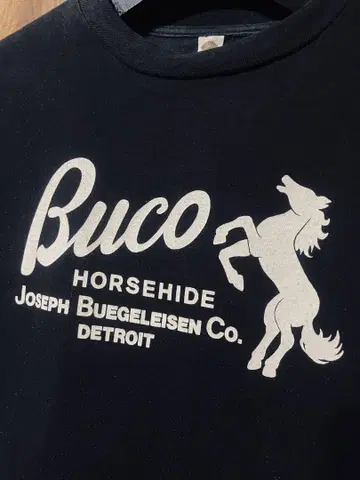 Buco
HORSEHIDE
JOSEPH BUEGELEISEN CO.
DETROIT